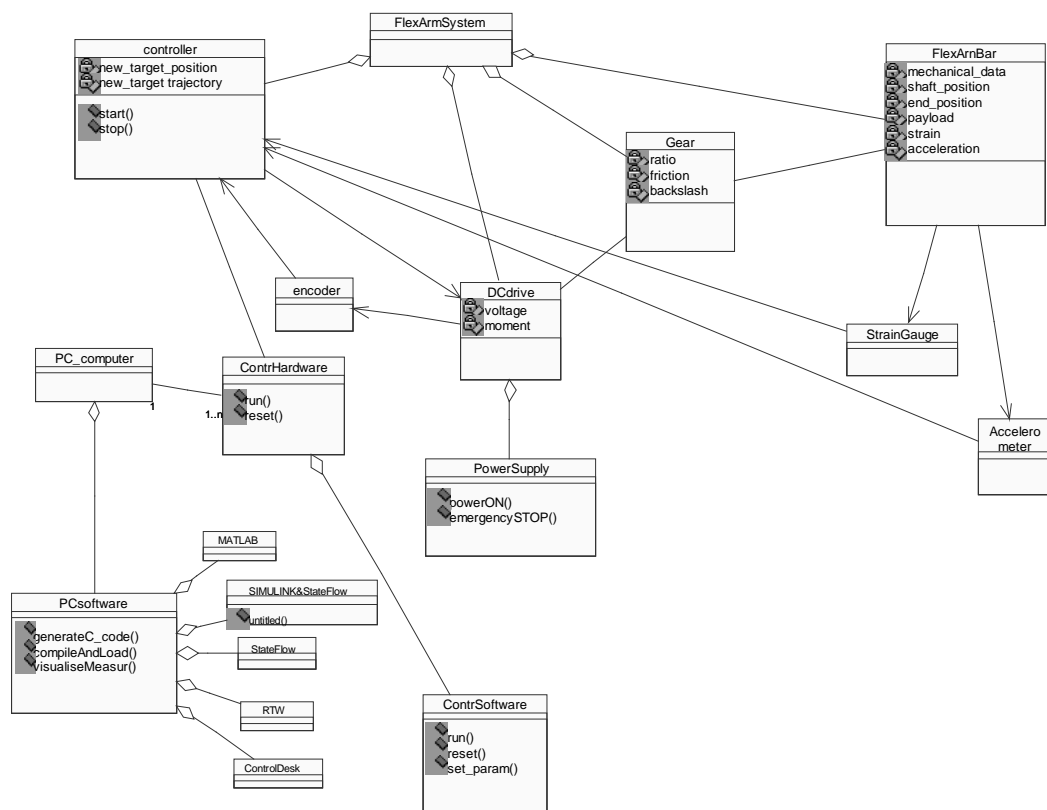 FlexArmSystem
controller
new_target_position
new_target trajectory
start()
stop()
FlexArnBar
mechanical_data
shaft_position
end_position
payload
strain
acceleration
Gear
ratio
friction
backslash
encoder
DCdrive
voltage
moment
StrainGauge
PC_computer
1
1..n
ContrHardware
run()
reset()
Accelero
meter
PowerSupply
powerON()
emergencySTOP()
MATLAB
SIMULINK&StateFlow
untitled()
StateFlow
RTW
ControlDesk
PCsoftware
generateC_code()
compileAndLoad()
visualiseMeasur()
ContrSoftware
run()
reset()
set_param()